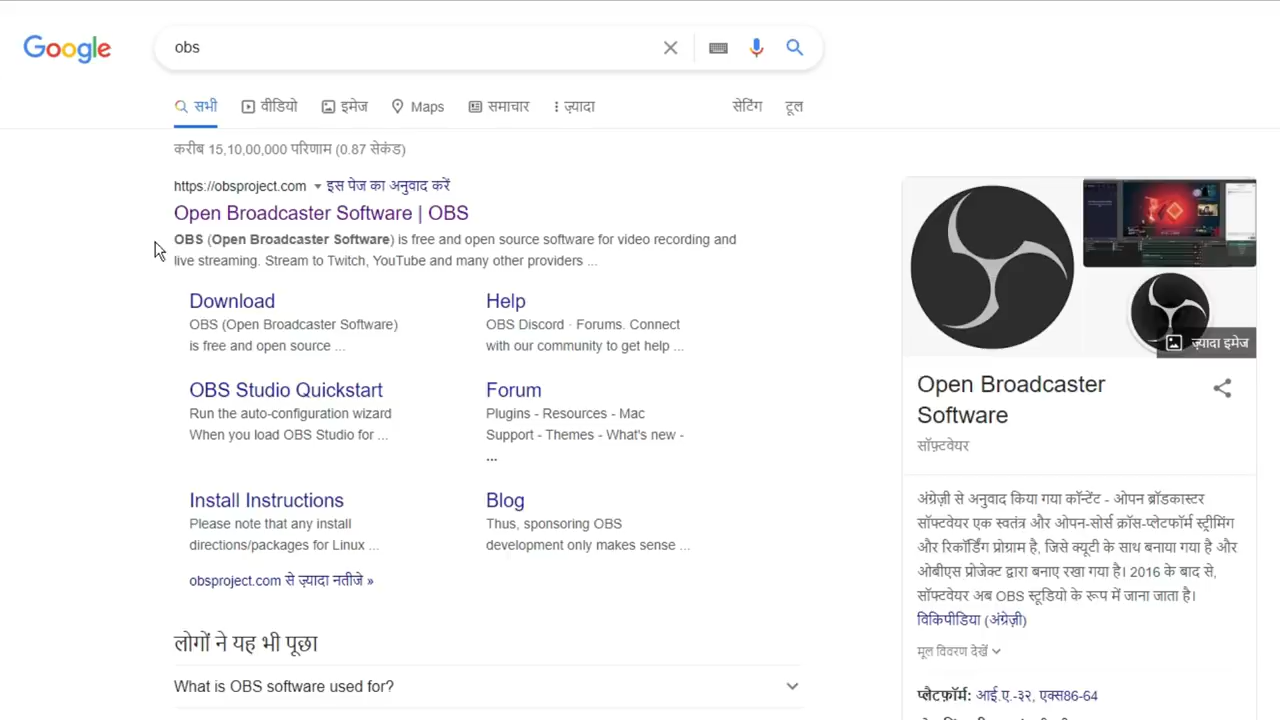 Google
obs
सभी
वीडियो
इमेज
Maps
समाचार
ज़्यादा
सेटिंग
टूल
करीब 15,10,00,000 परिणाम (0.87 सेकंड)
https://obsproject.com ▾ इस पेज का अनुवाद करें
Open Broadcaster Software | OBS
OBS (Open Broadcaster Software) is free and open source software for video recording and
live streaming. Stream to Twitch, YouTube and many other providers ...
Download
OBS (Open Broadcaster Software)
is free and open source ...
Help
OBS Discord · Forums. Connect
with our community to get help ...
OBS Studio Quickstart
Run the auto-configuration wizard
When you load OBS Studio for ...
Forum
Plugins - Resources - Mac
Support - Themes - What's new -
...
Install Instructions
Please note that any install
directions/packages for Linux ...
Blog
Thus, sponsoring OBS
development only makes sense ...
obsproject.com से ज़्यादा नतीजे »
लोगों ने यह भी पूछा
What is OBS software used for?
ज़्यादा इमेज
Open Broadcaster
Software
सॉफ़्टवेयर
अंग्रेज़ी से अनुवाद किया गया कॉन्टेंट - ओपन ब्रॉडकास्टर
सॉफ्टवेयर एक स्वतंत्र और ओपन-सोर्स क्रॉस-प्लेटफॉर्म स्ट्रीमिंग
और रिकॉर्डिंग प्रोग्राम है, जिसे क्यूटी के साथ बनाया गया है और
ओबीएस प्रोजेक्ट द्वारा बनाए रखा गया है। 2016 के बाद से,
सॉफ्टवेयर अब OBS स्टूडियो के रूप में जाना जाता है।
विकिपीडिया (अंग्रेज़ी)
मूल विवरण देखें
प्लैटफ़ॉर्म: आई.ए.-३२, एक्स86-64